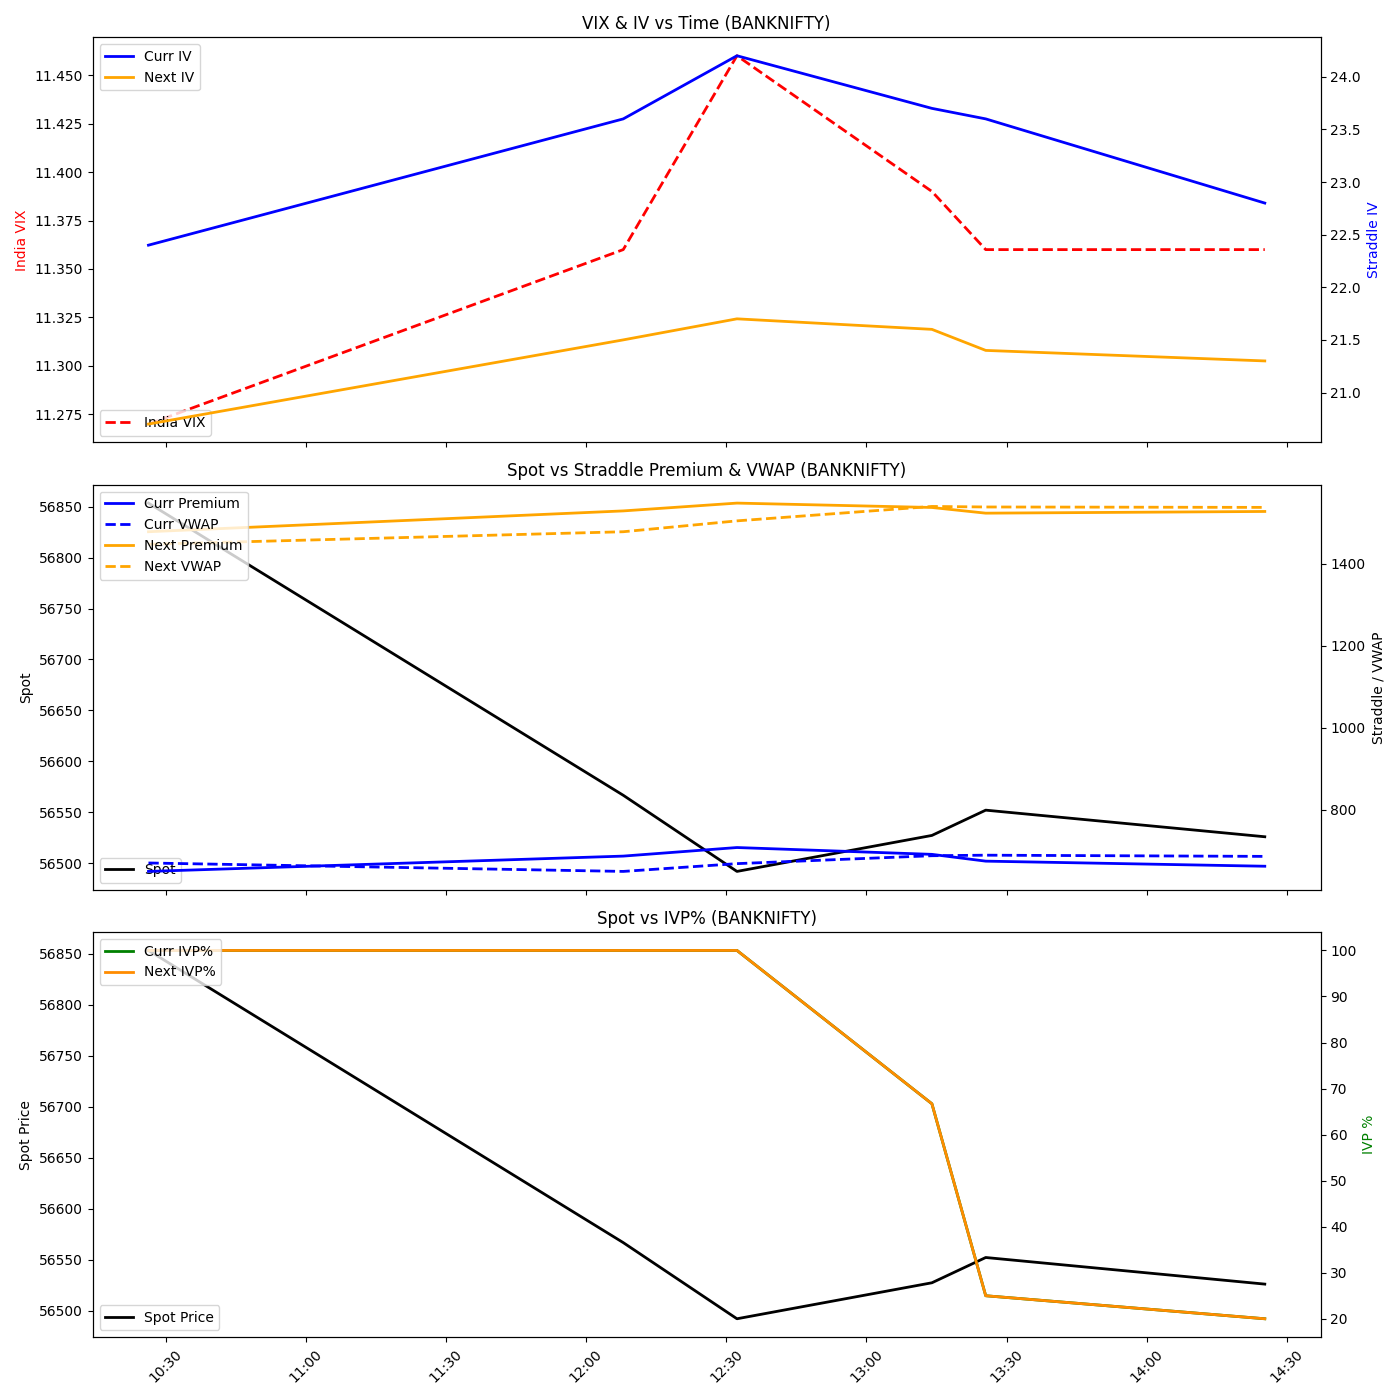 VIX & IV vs Time (BANKNIFTY)
Curr IV
Next IV
India VIX
11.450
11.425
11.400
11.375
11.350
11.325
11.300
11.275
India VIX
24.0
23.5
23.0
22.5
22.0
21.5
21.0
Straddle IV
Spot vs Straddle Premium & VWAP (BANKNIFTY)
Curr Premium
Curr VWAP
Next Premium
Next VWAP
Spot
56850
56800
56750
56700
56650
56600
56550
56500
Spot
1400
1200
1000
800
Straddle / VWAP
Spot vs IVP% (BANKNIFTY)
Curr IVP%
Next IVP%
Spot Price
56850
56800
56750
56700
56650
56600
56550
56500
Spot Price
100
90
80
70
60
50
40
30
20
IVP %
10:30
11:00
11:30
12:00
12:30
13:00
13:30
14:00
14:30